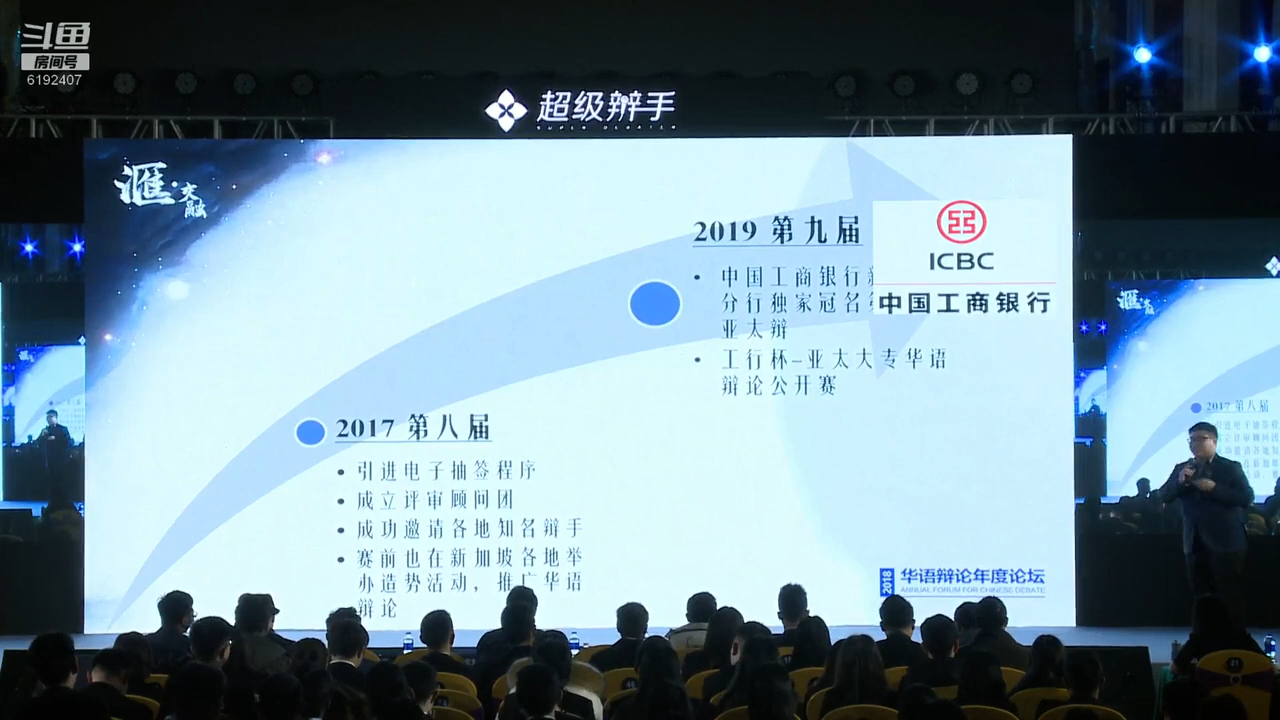 斗鱼
房间号
6192407
超级辩手
SUPER DEBATER
滙·交融
2019 第九届
ICBC
中国工商银行
• 中国工商银行新
分行独家冠名
亚太辩
• 工行杯-亚太大专华语
辩论公开赛
2017 第八届
• 引进电子抽签程序
• 成立评审顾问团
• 成功邀请各地知名辩手
• 赛前也在新加坡各地举
办造势活动，推广华语
辩论
2018 华语辩论年度论坛
ANNUAL FORUM FOR CHINESE DEBATE
2017 第八届